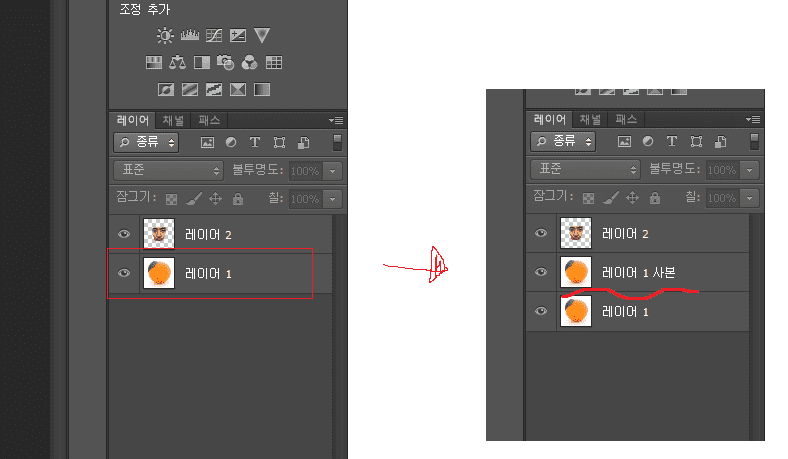 조정 추가
레이어 채널 패스
종류
표준 불투명도: 100%
잠그기: 칠: 100%
레이어 2
레이어 1
레이어 채널 패스
종류
표준 불투명도: 100%
잠그기: 칠: 100%
레이어 2
레이어 1 사본
레이어 1